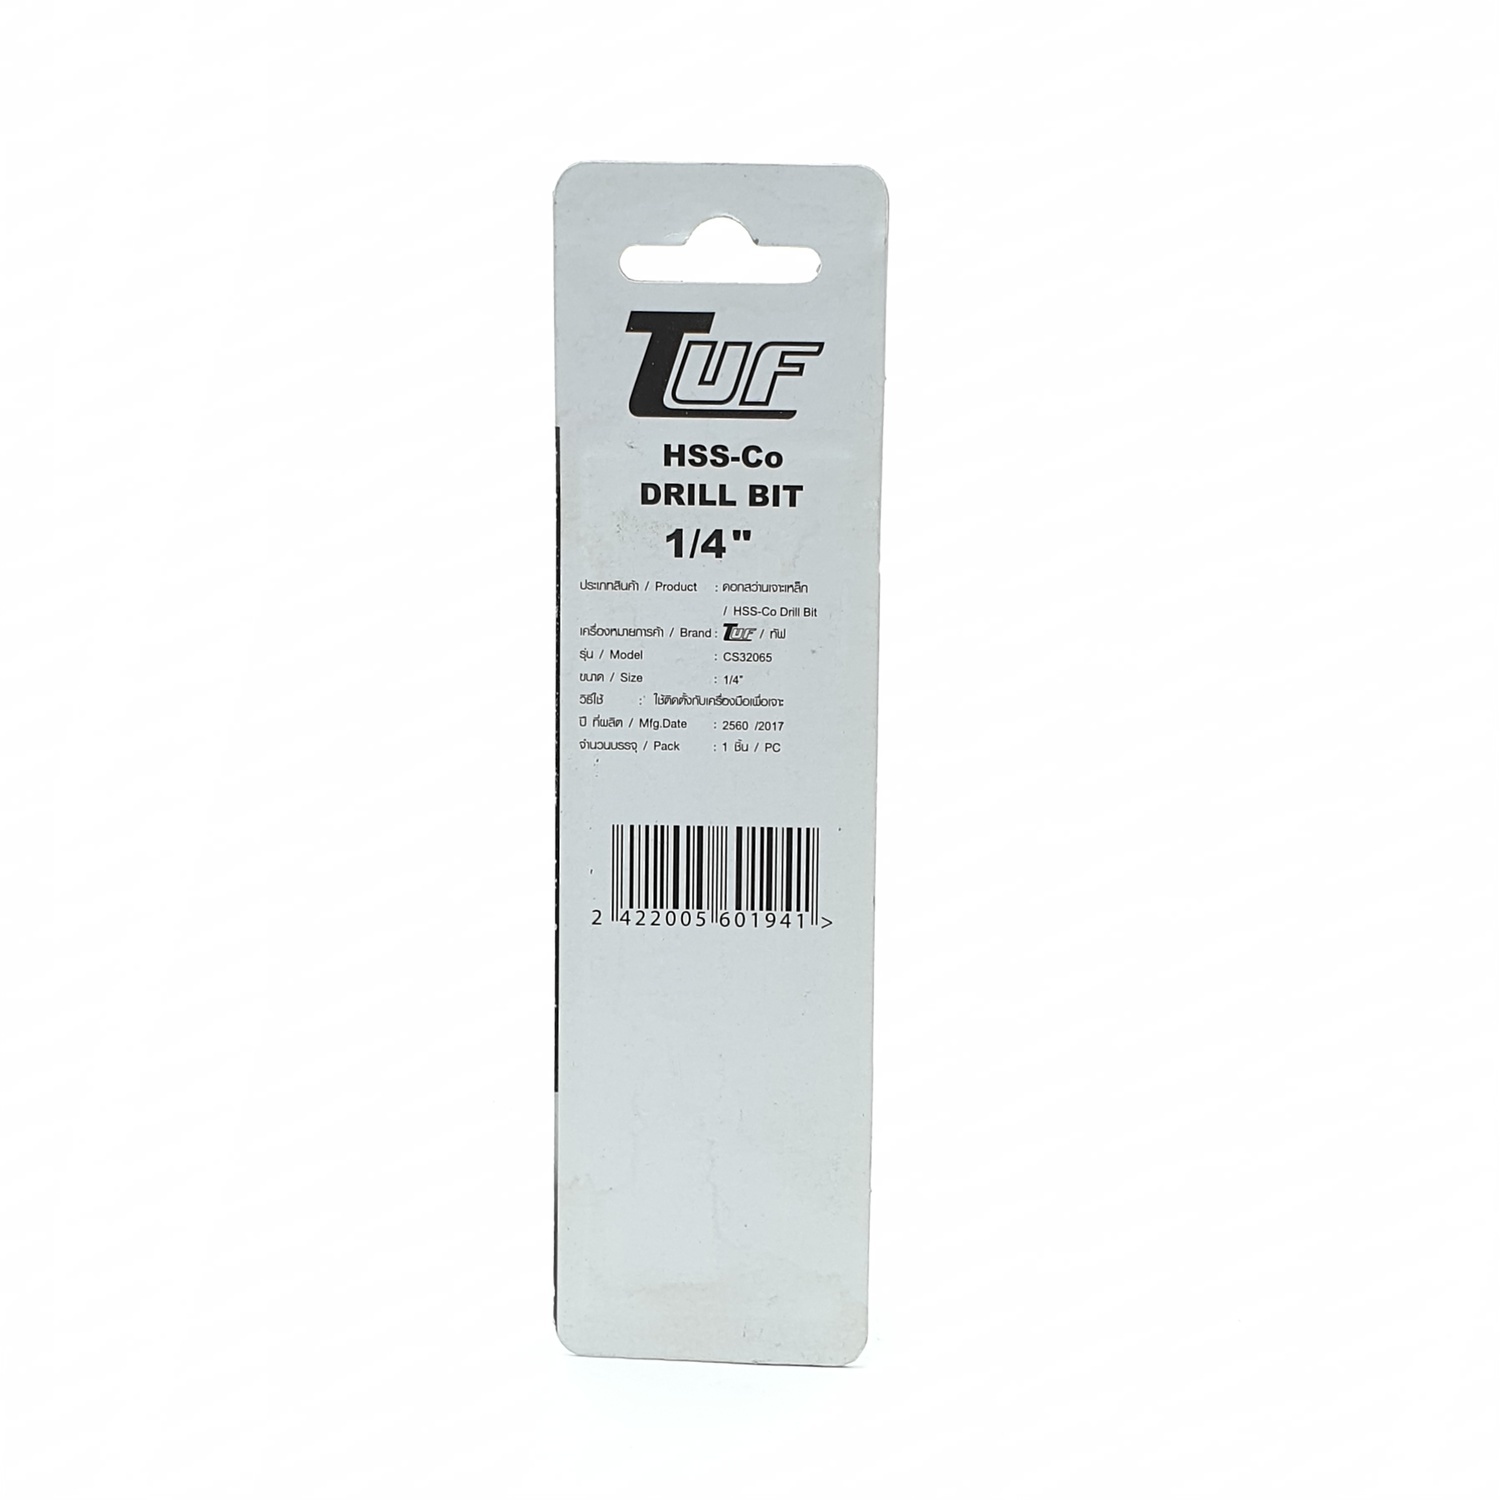 TUF
HSS-Co
DRILL BIT
1/4"
ประเภทสินค้า / Product : ดอกสว่านเจาะเหล็ก
/ HSS-Co Drill Bit
เครื่องหมายการค้า / Brand : TUF / ทัฟ
รุ่น / Model : CS32065
ขนาด / Size : 1/4"
วิธีใช้ : ใช้ติดตั้งกับเครื่องมือเพื่อเจาะ
ปี ที่ผลิต / Mfg.Date : 2560 /2017
จำนวนบรรจุ / Pack : 1 ชิ้น / PC
2 422005 601941 >